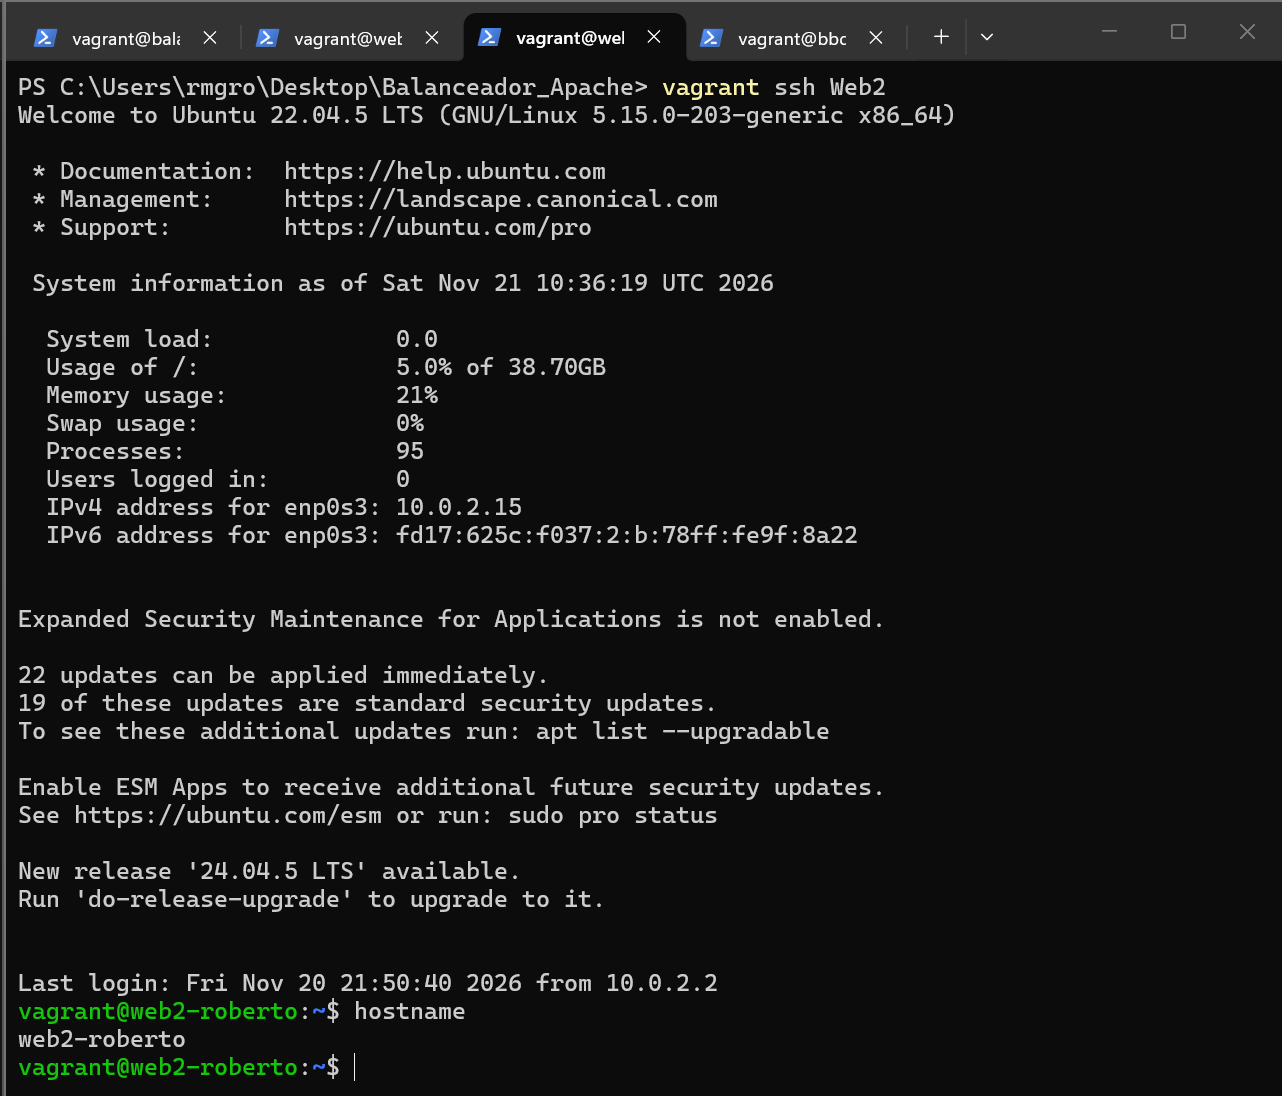 vagrant@bala
vagrant@web
vagrant@wel
vagrant@bbd
PS C:\Users\rmgro\Desktop\Balanceador_Apache> vagrant ssh Web2
Welcome to Ubuntu 22.04.5 LTS (GNU/Linux 5.15.0-203-generic x86_64)
* Documentation: https://help.ubuntu.com
* Management: https://landscape.canonical.com
* Support: https://ubuntu.com/pro
System information as of Sat Nov 21 10:36:19 UTC 2026
System load: 0.0
Usage of /: 5.0% of 38.70GB
Memory usage: 21%
Swap usage: 0%
Processes: 95
Users logged in: 0
IPv4 address for enp0s3: 10.0.2.15
IPv6 address for enp0s3: fd17:625c:f037:2:b:78ff:fe9f:8a22
Expanded Security Maintenance for Applications is not enabled.
22 updates can be applied immediately.
19 of these updates are standard security updates.
To see these additional updates run: apt list --upgradable
Enable ESM Apps to receive additional future security updates.
See https://ubuntu.com/esm or run: sudo pro status
New release '24.04.5 LTS' available.
Run 'do-release-upgrade' to upgrade to it.
Last login: Fri Nov 20 21:50:40 2026 from 10.0.2.2
vagrant@web2-roberto:~$ hostname
web2-roberto
vagrant@web2-roberto:~$